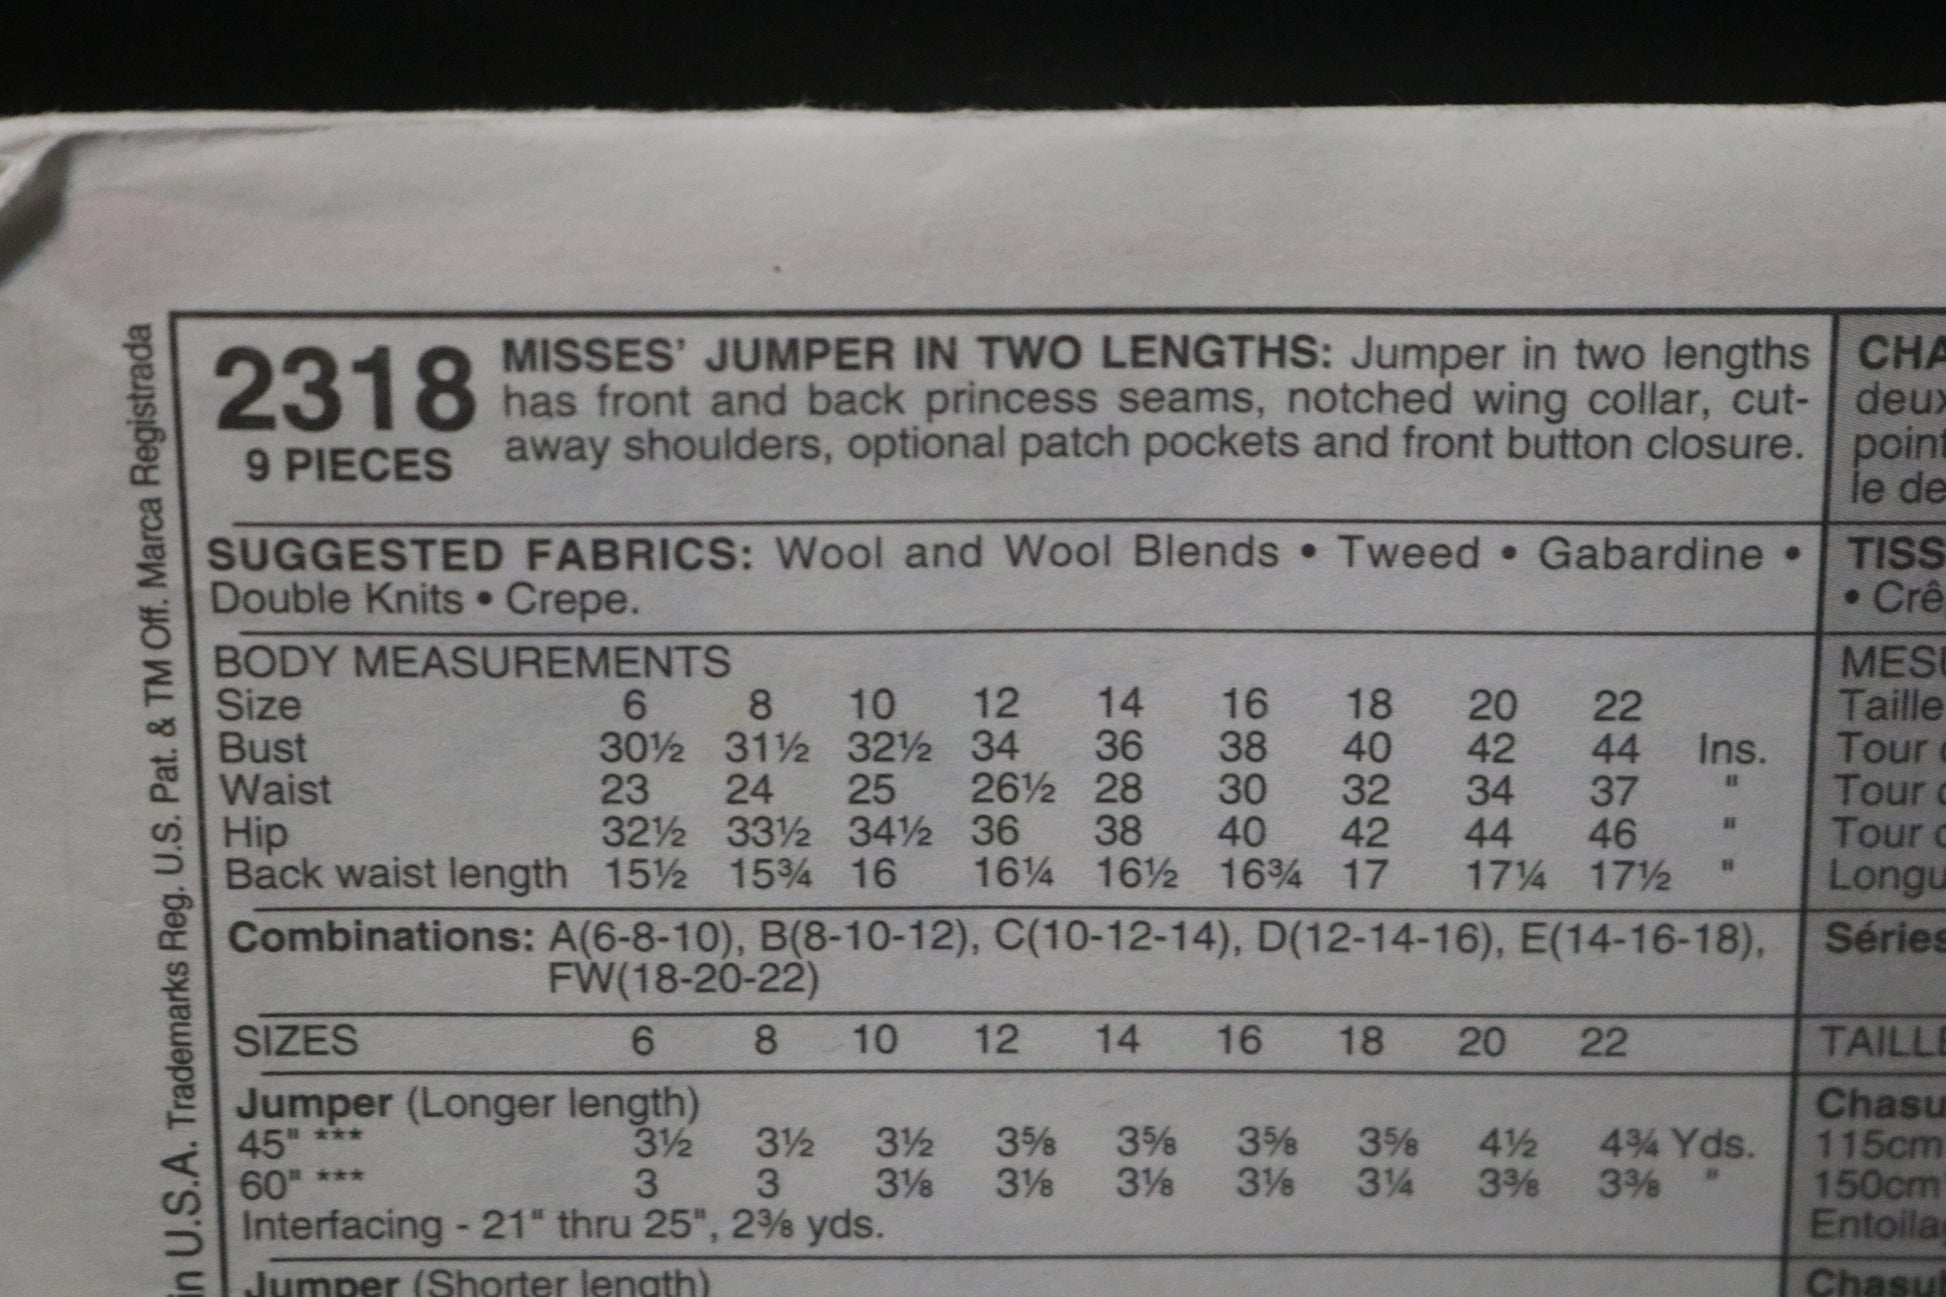 2318
9 PIECES
MISSES' JUMPER IN TWO LENGTHS: Jumper in two lengths
has front and back princess seams, notched wing collar, cut-
away shoulders, optional patch pockets and front button closure.
SUGGESTED FABRICS: Wool and Wool Blends • Tweed • Gabardine •
Double Knits • Crepe.
BODY MEASUREMENTS
Size 6 8 10 12 14 16 18 20 22
Bust 30½ 31½ 32½ 34 36 38 40 42 44 Ins.
Waist 23 24 25 26½ 28 30 32 34 37 "
Hip 32½ 33½ 34½ 36 38 40 42 44 46 "
Back waist length 15½ 15¾ 16 16¼ 16½ 16¾ 17 17¼ 17½ "
Combinations: A(6-8-10), B(8-10-12), C(10-12-14), D(12-14-16), E(14-16-18),
FW(18-20-22)
SIZES 6 8 10 12 14 16 18 20 22
Jumper (Longer length)
45" *** 3½ 3½ 3½ 3⅝ 3⅝ 3⅝ 3⅝ 4½ 4¾ Yds.
60" *** 3 3 3⅛ 3⅛ 3⅛ 3⅛ 3¼ 3⅜ 3⅜ "
Interfacing - 21" thru 25", 2⅜ yds.
Jumper (Shorter length)
in U.S.A. Trademarks Reg. U.S. Pat. & TM Off. Marca Registrada
CHA
deux
point
le de
TISS
• Crê
MESU
Taille
Tour
Tour
Tour
Longu
Séries
TAILLE
Chasu
115cm
150cm
Entoila
Chasu